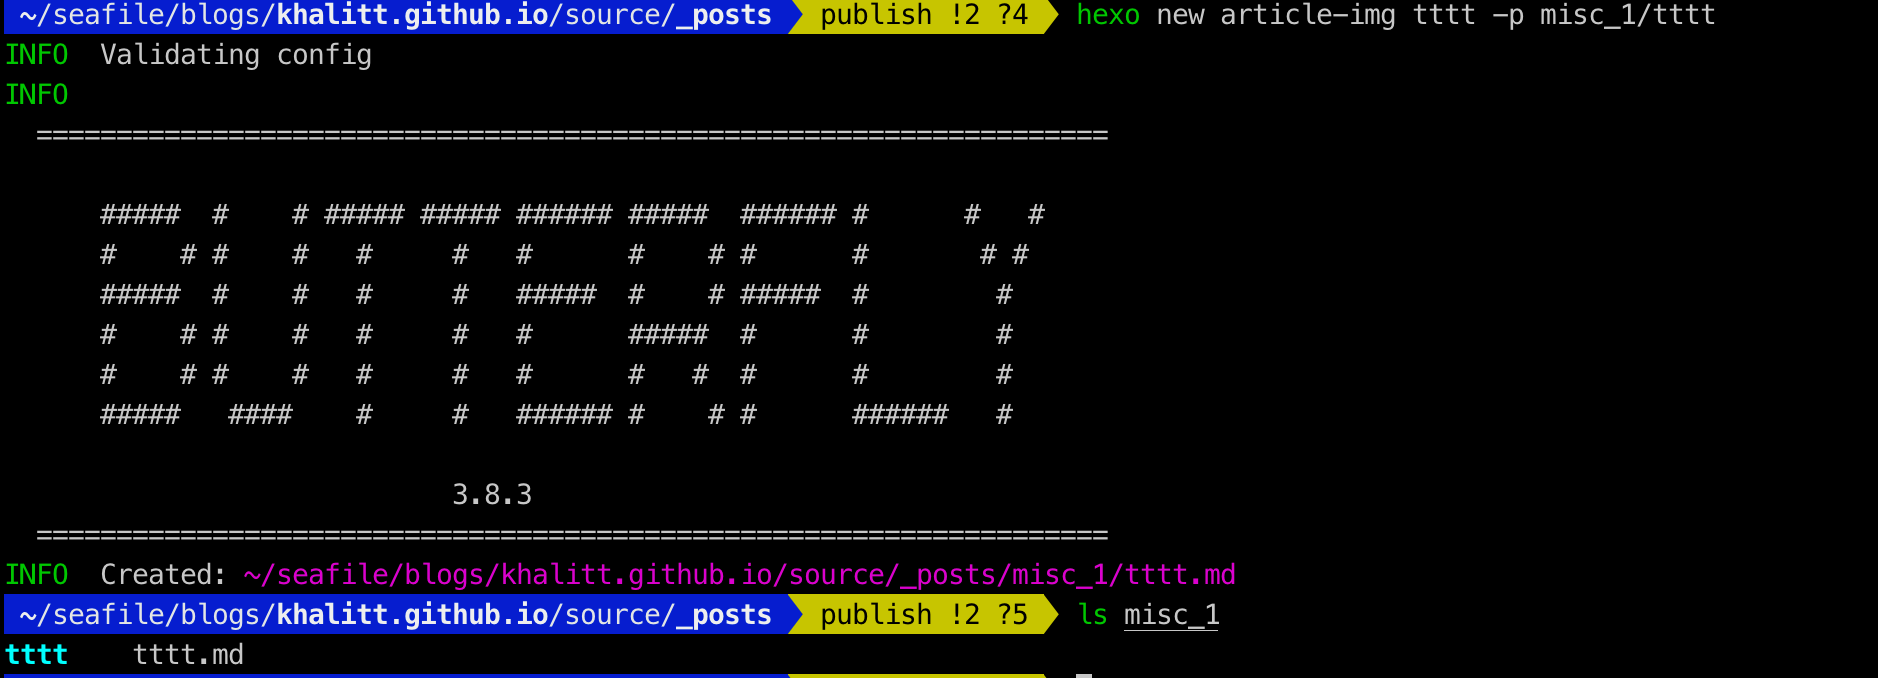 ~/seafile/blogs/khalitt.github.io/source/_posts publish !2 ?4 hexo new article-img tttt -p misc_1/tttt
INFO  Validating config
INFO
  ===================================================================

      #####  #    # ##### ##### ###### #####  ###### #      #   #
      #    # #    #   #     #   #      #    # #      #       # #
      #####  #    #   #     #   #####  #    # #####  #        #
      #    # #    #   #     #   #      #####  #      #        #
      #    # #    #   #     #   #      #   #  #      #        #
      #####   ####    #     #   ###### #    # #      ######   #

                            3.8.3
  ===================================================================
INFO  Created: ~/seafile/blogs/khalitt.github.io/source/_posts/misc_1/tttt.md
~/seafile/blogs/khalitt.github.io/source/_posts publish !2 ?5 ls misc_1
tttt    tttt.md